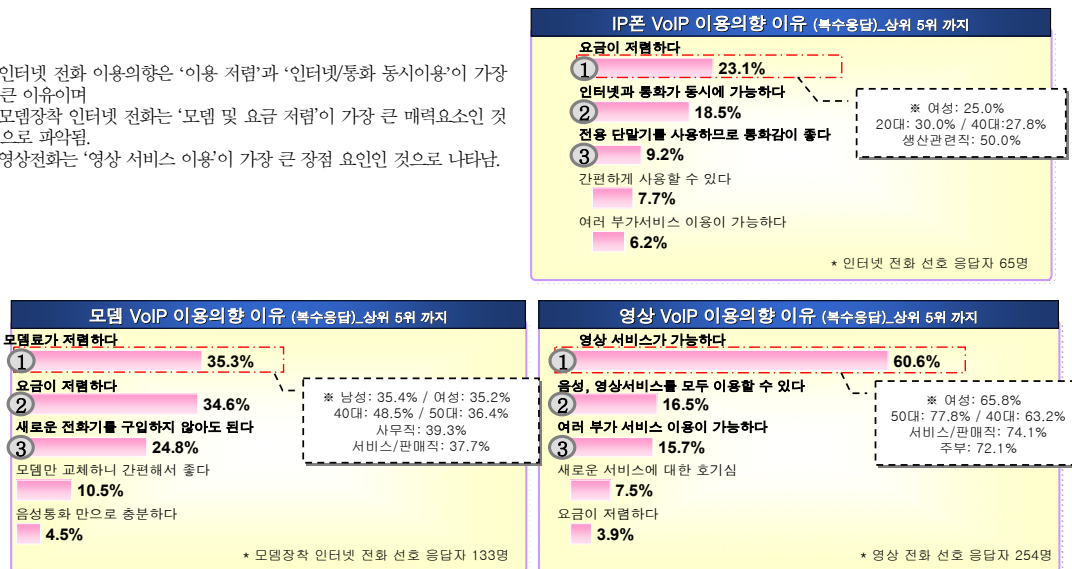 인터넷 전화 이용의향은 ‘이용 저렴’과 ‘인터넷/통화 동시이용’이 가장
큰 이유이며
모뎀장착 인터넷 전화는 ‘모뎀 및 요금 저렴’이 가장 큰 매력요소인 것
으로 파악됨.
영상전화는 ‘영상 서비스 이용’이 가장 큰 장점 요인인 것으로 나타남.
IP폰 VoIP 이용의향 이유 (복수응답)_상위 5위 까지
요금이 저렴하다
1 23.1%
인터넷과 통화가 동시에 가능하다
2 18.5%
전용 단말기를 사용하므로 통화감이 좋다
3 9.2%
간편하게 사용할 수 있다
7.7%
여러 부가서비스 이용이 가능하다
6.2%
※ 여성: 25.0%
20대: 30.0% / 40대:27.8%
생산관련직: 50.0%
* 인터넷 전화 선호 응답자 65명
모뎀 VoIP 이용의향 이유 (복수응답)_상위 5위 까지
모뎀료가 저렴하다
1 35.3%
요금이 저렴하다
2 34.6%
새로운 전화기를 구입하지 않아도 된다
3 24.8%
모뎀만 교체하니 간편해서 좋다
10.5%
음성통화 만으로 충분하다
4.5%
※ 남성: 35.4% / 여성: 35.2%
40대: 48.5% / 50대: 36.4%
사무직: 39.3%
서비스/판매직: 37.7%
* 모뎀장착 인터넷 전화 선호 응답자 133명
영상 VoIP 이용의향 이유 (복수응답)_상위 5위 까지
영상 서비스가 가능하다
1 60.6%
음성, 영상서비스를 모두 이용할 수 있다
2 16.5%
여러 부가 서비스 이용이 가능하다
3 15.7%
새로운 서비스에 대한 호기심
7.5%
요금이 저렴하다
3.9%
※ 여성: 65.8%
50대: 77.8% / 40대: 63.2%
서비스/판매직: 74.1%
주부: 72.1%
* 영상 전화 선호 응답자 254명